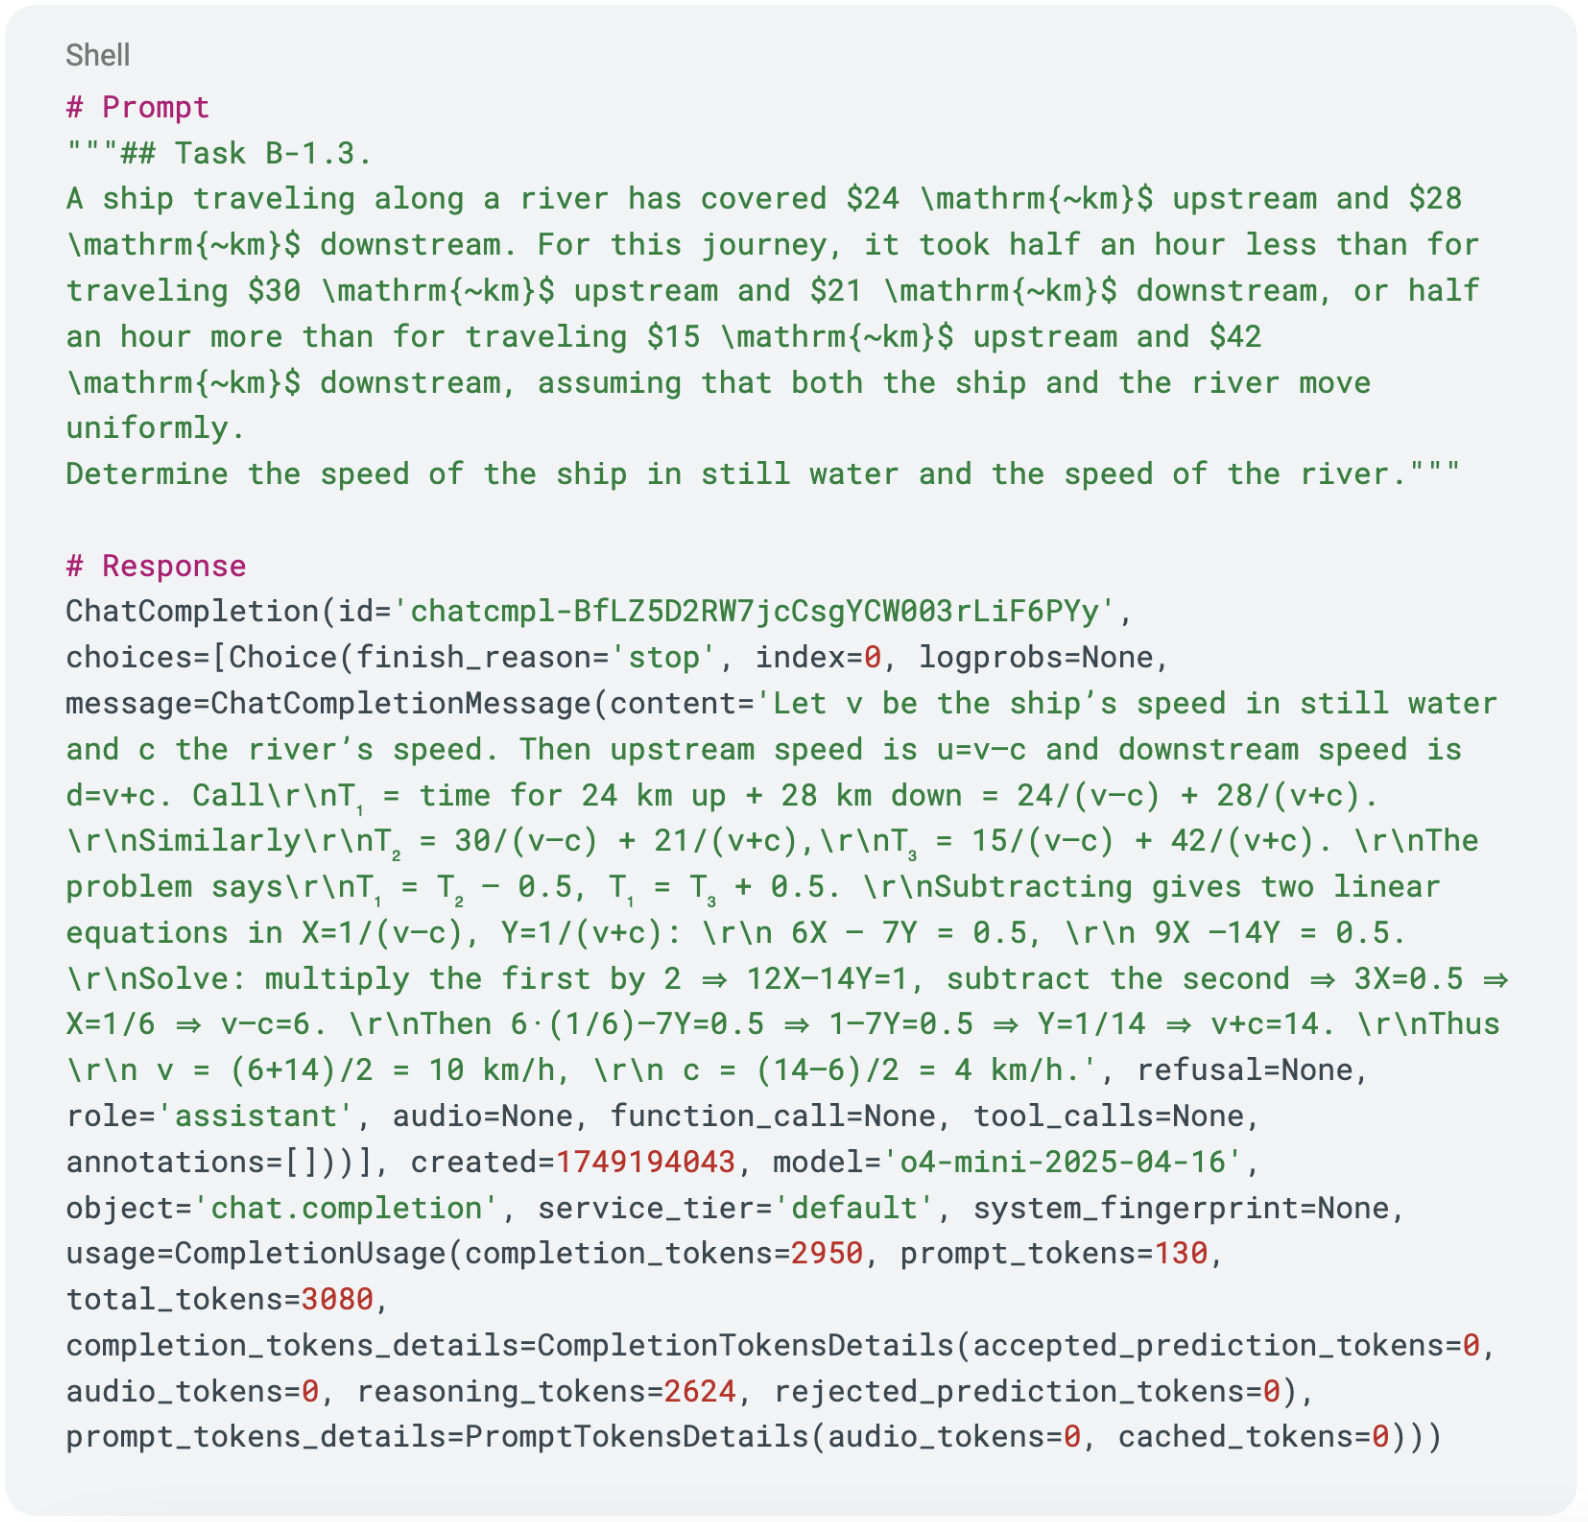 Shell
# Prompt
"""## Task B-1.3.
A ship traveling along a river has covered $24 \mathrm{~km}$ upstream and $28
\mathrm{~km}$ downstream. For this journey, it took half an hour less than for
traveling $30 \mathrm{~km}$ upstream and $21 \mathrm{~km}$ downstream, or half
an hour more than for traveling $15 \mathrm{~km}$ upstream and $42
\mathrm{~km}$ downstream, assuming that both the ship and the river move
uniformly.
Determine the speed of the ship in still water and the speed of the river."""
# Response
ChatCompletion(id='chatcmpl-BfLZ5D2RW7jcCsgYCW003rLiF6PYy',
choices=[Choice(finish_reason='stop', index=0, logprobs=None,
message=ChatCompletionMessage(content='Let v be the ship’s speed in still water
and c the river’s speed. Then upstream speed is u=v–c and downstream speed is
d=v+c. Call\r\nT₁ = time for 24 km up + 28 km down = 24/(v–c) + 28/(v+c).
\r\nSimilarly\r\nT₂ = 30/(v–c) + 21/(v+c),\r\nT₃ = 15/(v–c) + 42/(v+c). \r\nThe
problem says\r\nT₁ = T₂ – 0.5, T₁ = T₃ + 0.5. \r\nSubtracting gives two linear
equations in X=1/(v–c), Y=1/(v+c): \r\n 6X – 7Y = 0.5, \r\n 9X –14Y = 0.5.
\r\nSolve: multiply the first by 2 ⇒ 12X–14Y=1, subtract the second ⇒ 3X=0.5 ⇒
X=1/6 ⇒ v–c=6. \r\nThen 6·(1/6)–7Y=0.5 ⇒ 1–7Y=0.5 ⇒ Y=1/14 ⇒ v+c=14. \r\nThus
\r\n v = (6+14)/2 = 10 km/h, \r\n c = (14–6)/2 = 4 km/h.', refusal=None,
role='assistant', audio=None, function_call=None, tool_calls=None,
annotations=[]))], created=1749194043, model='o4-mini-2025-04-16',
object='chat.completion', service_tier='default', system_fingerprint=None,
usage=CompletionUsage(completion_tokens=2950, prompt_tokens=130,
total_tokens=3080,
completion_tokens_details=CompletionTokensDetails(accepted_prediction_tokens=0,
audio_tokens=0, reasoning_tokens=2624, rejected_prediction_tokens=0),
prompt_tokens_details=PromptTokensDetails(audio_tokens=0, cached_tokens=0)))